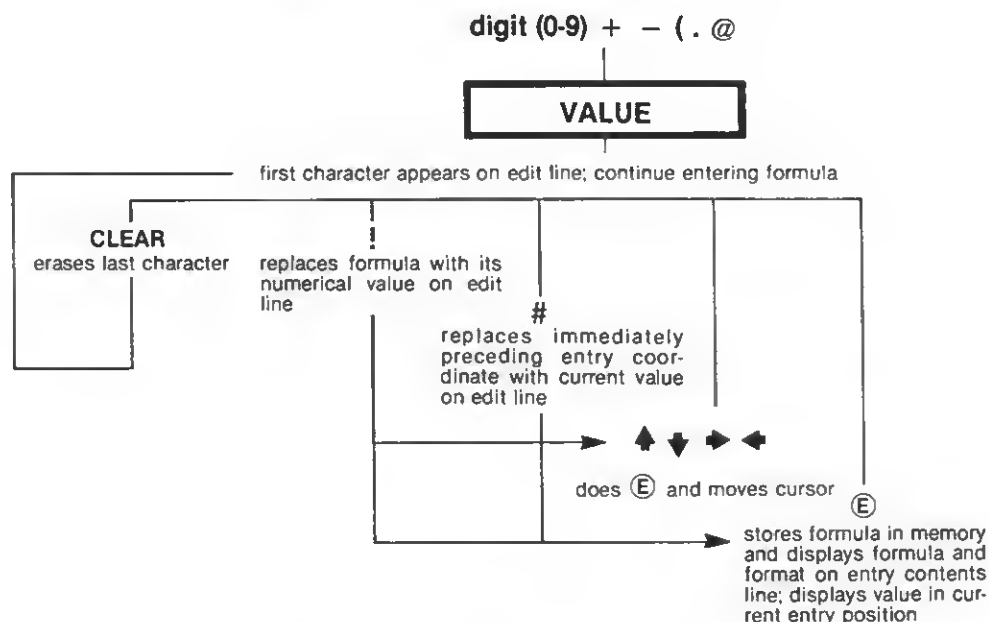 digit (0-9) + - ( . @
VALUE
first character appears on edit line; continue entering formula
CLEAR
erases last character
replaces formula with its
numerical value on edit
line
#
replaces immediately
preceding entry coor-
dinate with current value
on edit line
does Ⓔ and moves cursor
Ⓔ
stores formula in memory
and displays formula and
format on entry contents
line; displays value in cur-
rent entry position